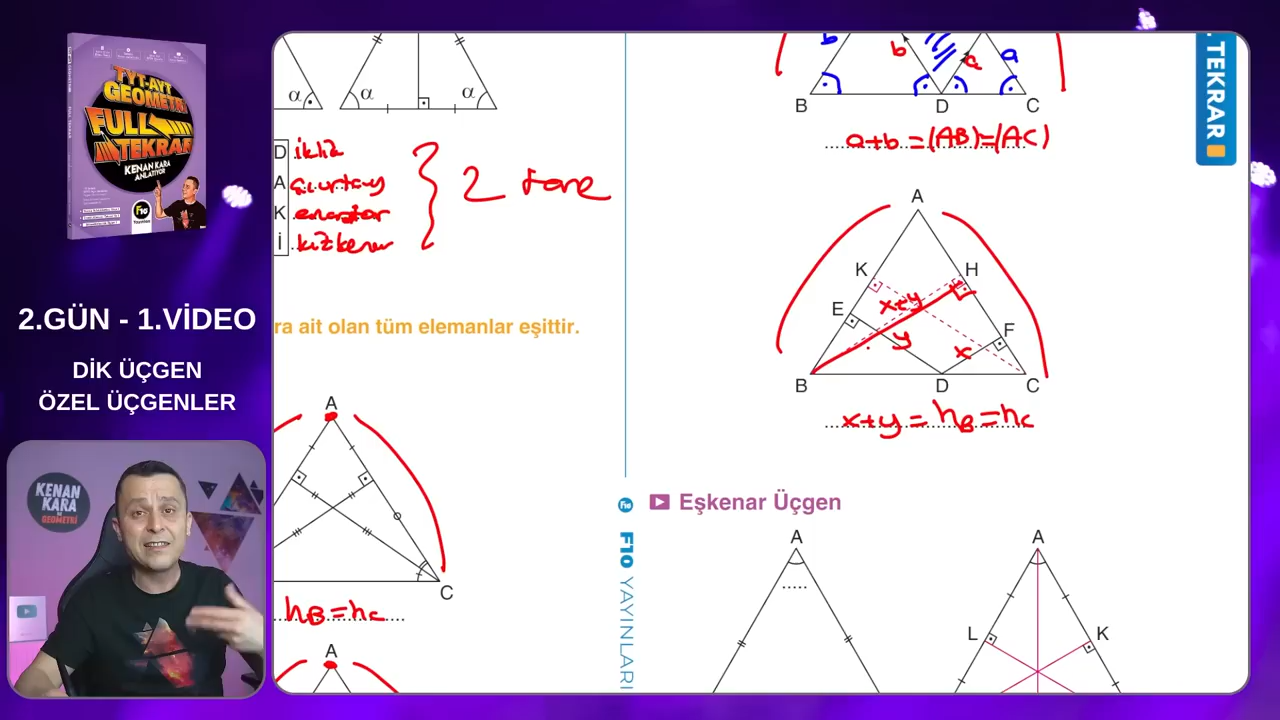 TYT-AYT
GEOMETRİ
FULL
TEKRAR
KENAN KARA
ANLATIYOR
F10
2.GÜN - 1.VİDEO
DİK ÜÇGEN
ÖZEL ÜÇGENLER
KENAN
KARA
GEOMETRİ
α α α
D
A açıortay
K
İ
2 tane
ra ait olan tüm elemanlar eşittir.
A
C
hB=hC
A
b b a a
B D C
a+b=|AB|=|AC|
A
K H
x+y
E F
y x
B D C
x+y=hB=hC
Eşkenar Üçgen
A
.....
A
L K
F10 YAYINLARI
TEKRAR